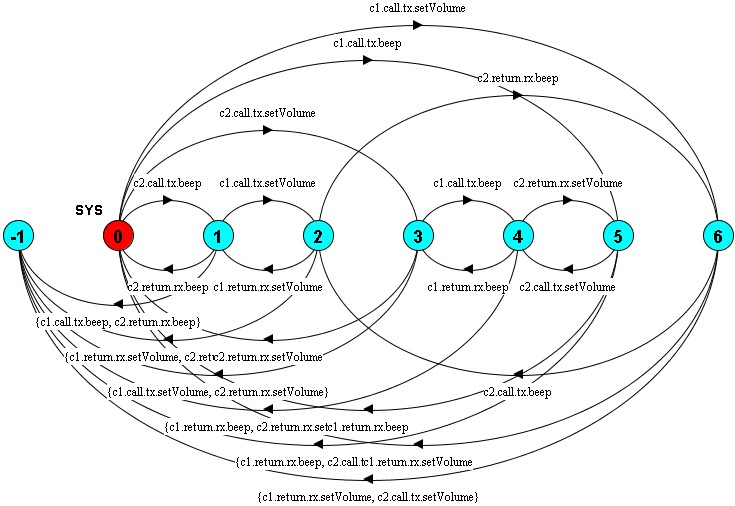 c1.call.tx.setVolume
c1.call.tx.beep
c2.return.rx.beep
c2.call.tx.setVolume
c2.call.tx.beep
c1.call.tx.setVolume
c1.call.tx.beep
c2.return.rx.setVolume
SYS
-1
0
1
2
3
4
5
6
c2.return.rx.beep
c1.return.rx.setVolume
c1.return.rx.beep
c2.call.tx.setVolume
{c1.call.tx.beep, c2.return.rx.beep}
{c1.return.rx.setVolume, c2.retu
c2.return.rx.setVolume
{c1.call.tx.setVolume, c2.return.rx.setVolume}
c2.call.tx.beep
{c1.return.rx.beep, c2.return.rx.set
c1.return.rx.beep
{c1.return.rx.beep, c2.call.t
c1.return.rx.setVolume
{c1.return.rx.setVolume, c2.call.tx.setVolume}